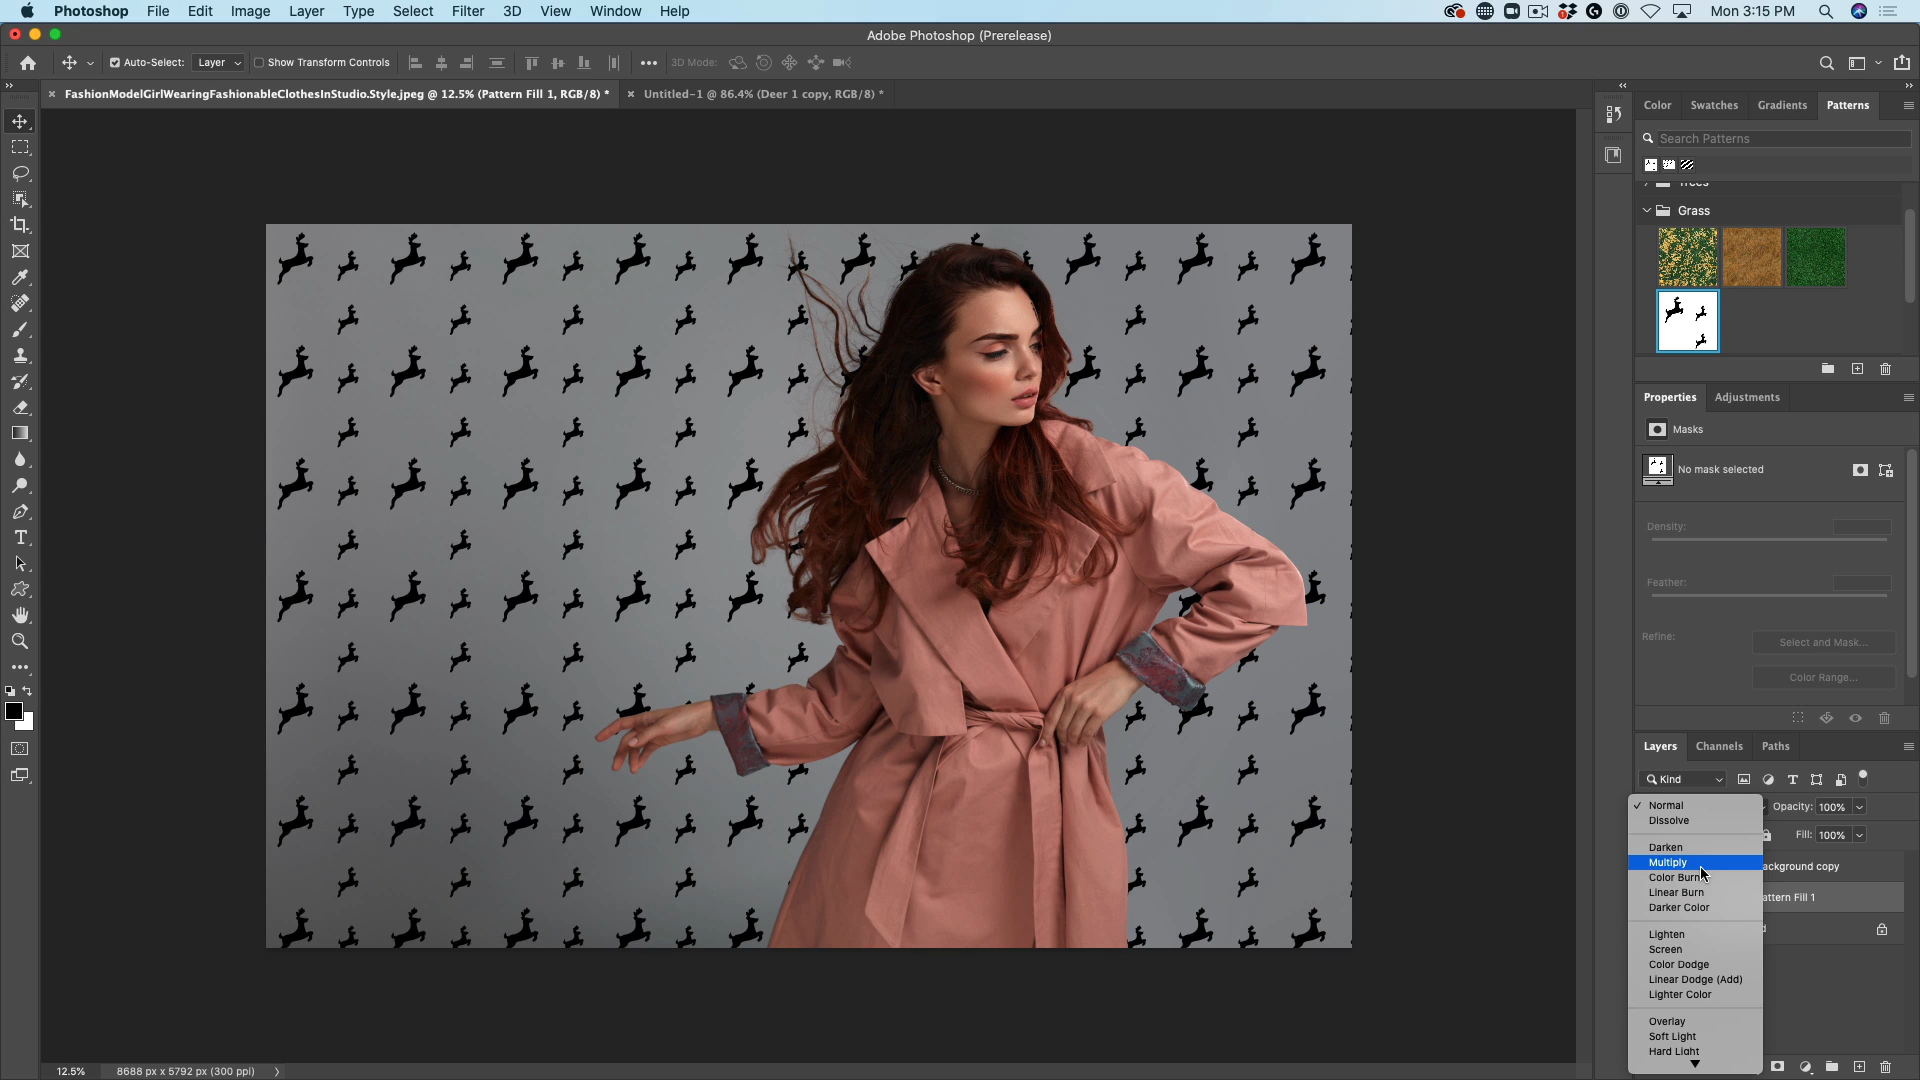 Photoshop File Edit Image Layer Type Select Filter 3D View Window Help
Mon 3:15 PM
Adobe Photoshop (Prerelease)
Auto-Select: Layer Show Transform Controls 3D Mode:
FashionModelGirlWearingFashionableClothesInStudio.Style.jpeg @ 12.5% (Pattern Fill 1, RGB/8) *
Untitled-1 @ 86.4% (Deer 1 copy, RGB/8) *
Color Swatches Gradients Patterns
Search Patterns
Trees
Grass
Properties Adjustments
Masks
No mask selected
Density:
Feather:
Refine:
Select and Mask...
Color Range...
Layers Channels Paths
Kind
Normal
Opacity: 100%
Dissolve
Fill: 100%
Darken
Multiply
ackground copy
Color Burn
Linear Burn
attern Fill 1
Darker Color
d
Lighten
Screen
Color Dodge
Linear Dodge (Add)
Lighter Color
Overlay
Soft Light
Hard Light
12.5% 8688 px x 5792 px (300 ppi)